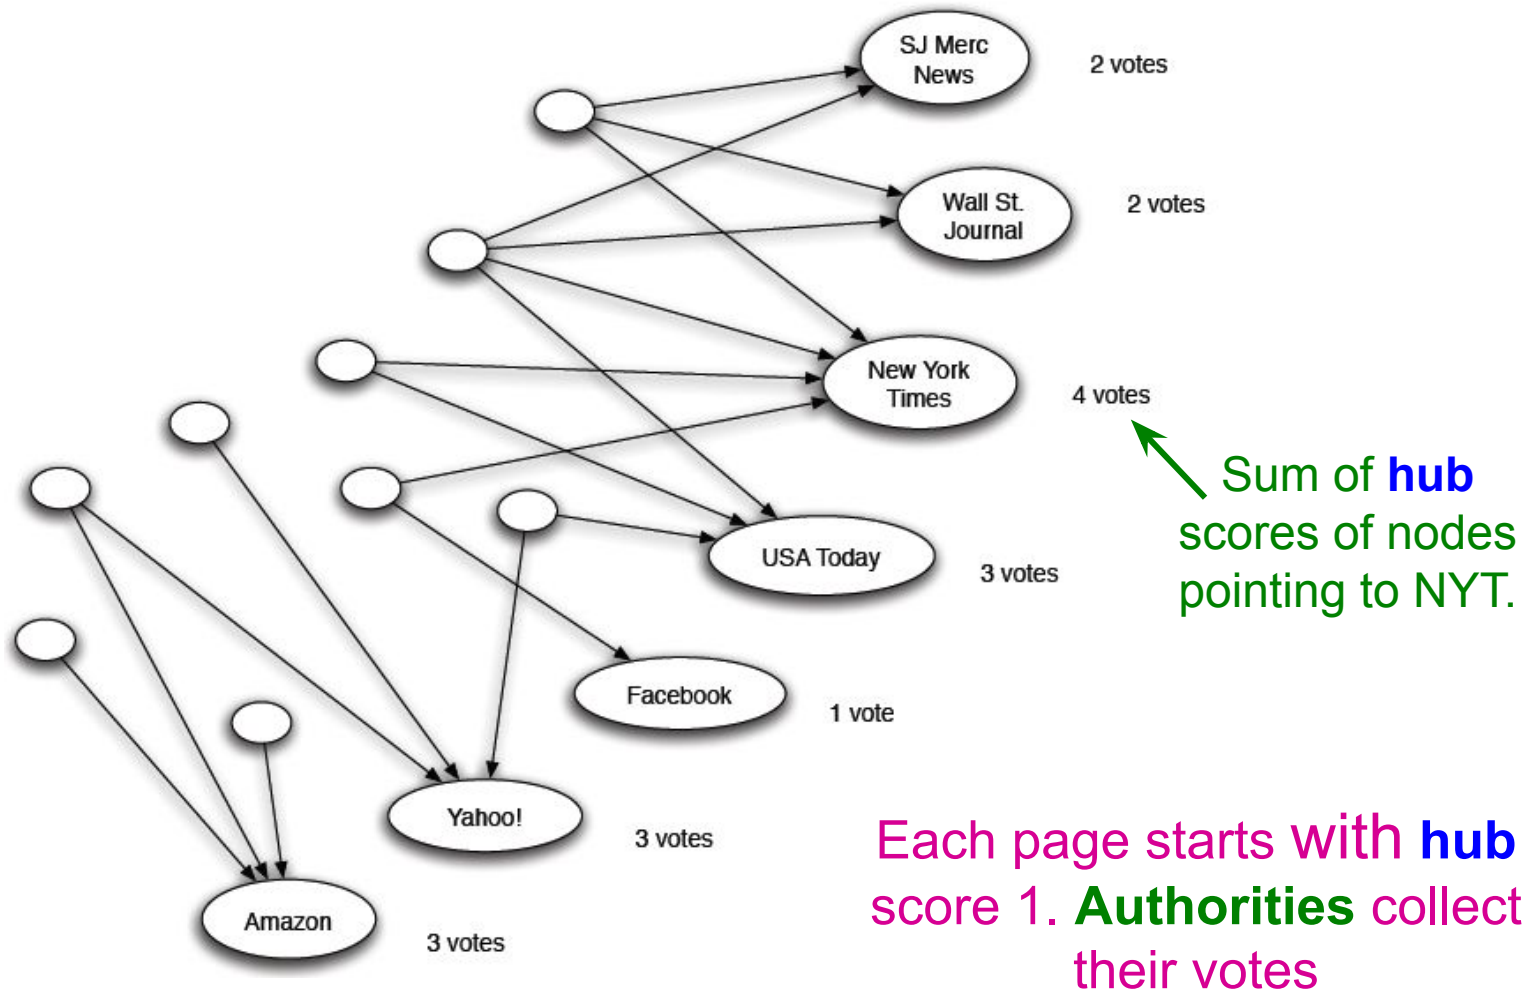 SJ Merc
News
2 votes
Wall St.
Journal
2 votes
New York
Times
4 votes
Sum of hub
scores of nodes
pointing to NYT.
USA Today
3 votes
Facebook
1 vote
Yahoo!
3 votes
Amazon
3 votes
Each page starts with hub
score 1. Authorities collect
their votes